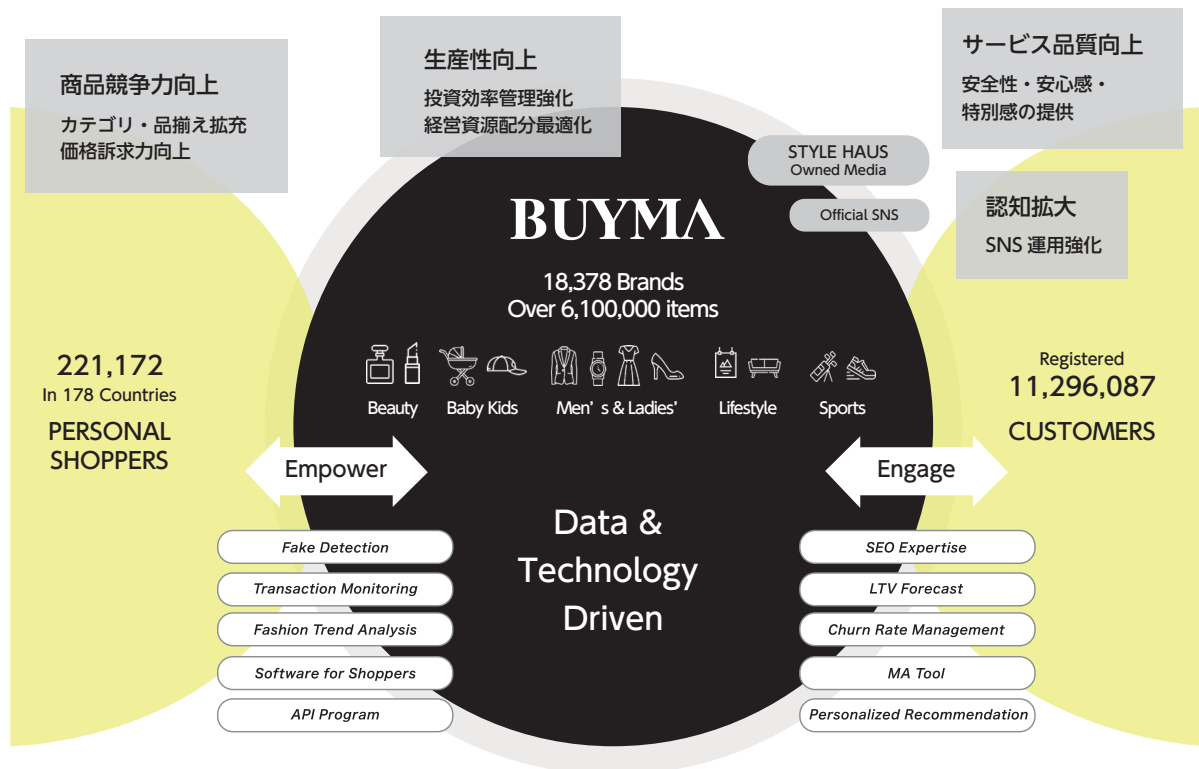 商品競争力向上
カテゴリ・品揃え拡充
価格訴求力向上
生産性向上
投資効率管理強化
経営資源配分最適化
サービス品質向上
安全性・安心感・
特別感の提供
STYLE HAUS
Owned Media
Official SNS
認知拡大
SNS 運用強化
BUYMA
18,378 Brands
Over 6,100,000 items
Beauty
Baby Kids
Men’s & Ladies’
Lifestyle
Sports
221,172
In 178 Countries
PERSONAL
SHOPPERS
Registered
11,296,087
CUSTOMERS
Empower
Engage
Data &
Technology
Driven
Fake Detection
Transaction Monitoring
Fashion Trend Analysis
Software for Shoppers
API Program
SEO Expertise
LTV Forecast
Churn Rate Management
MA Tool
Personalized Recommendation